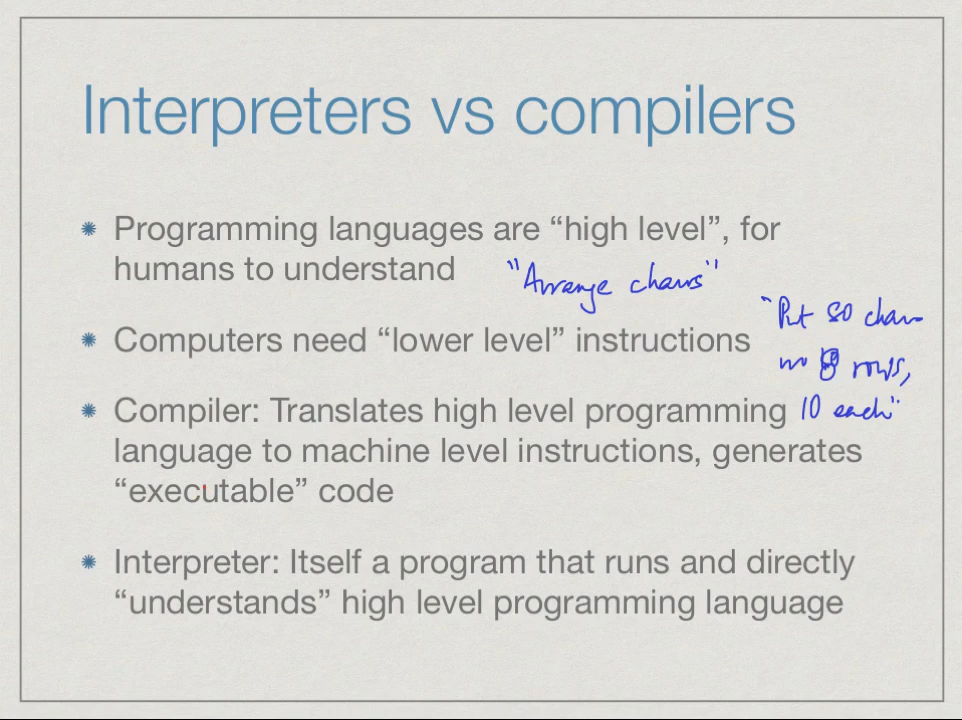 Interpreters vs compilers
Programming languages are “high level”, for
humans to understand
"Arrange chairs"
Computers need “lower level” instructions
"Put 80 chairs
in 8 rows,
10 each"
Compiler: Translates high level programming
language to machine level instructions, generates
“executable” code
Interpreter: Itself a program that runs and directly
“understands” high level programming language